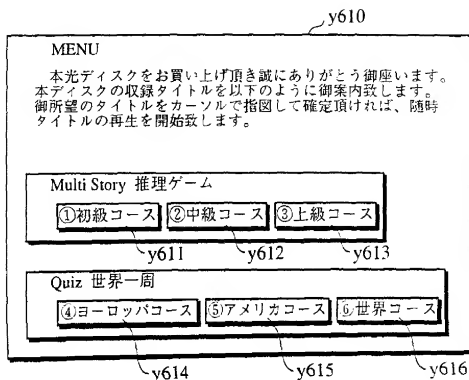 y610
MENU
本光ディスクをお買い上げ頂き誠にありがとう御座います。
本ディスクの収録タイトルを以下のように御案内致します。
御所望のタイトルをカーソルで指図して確定頂ければ、随時
タイトルの再生を開始致します。
Multi Story 推理ゲーム
①初級コース ②中級コース ③上級コース
y611 y612 y613
Quiz 世界一周
④ヨーロッパコース ⑤アメリカコース ⑥世界コース
y614 y615 y616